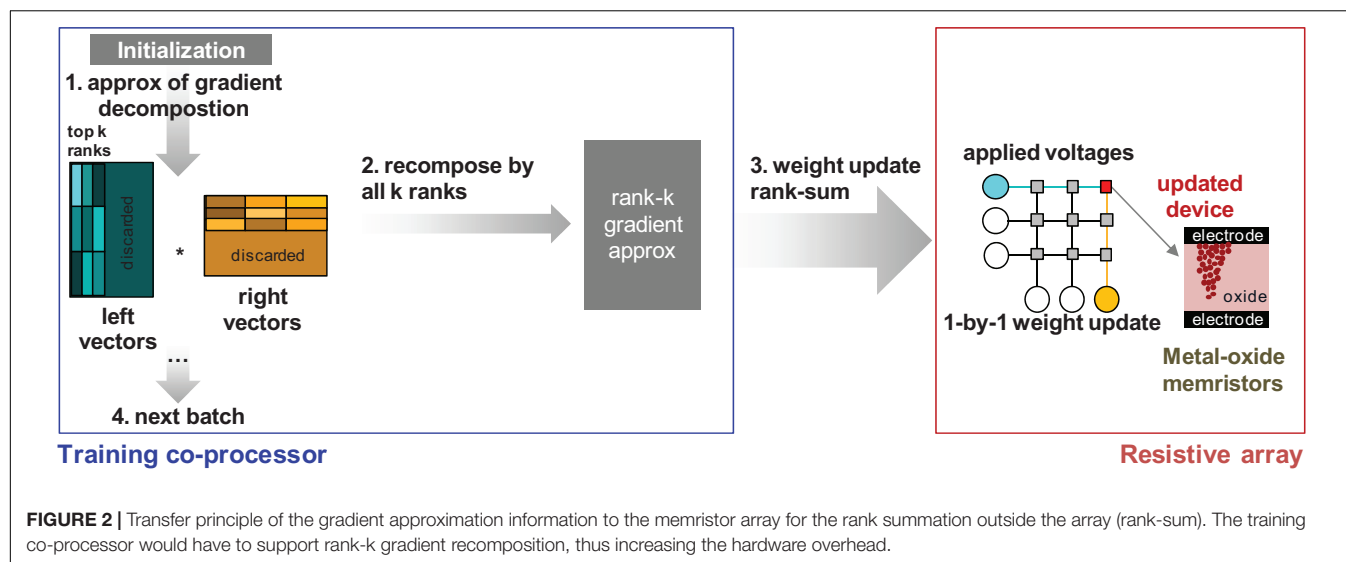 Initialization
1. approx of gradient
decompostion
top k
ranks
discarded
*
discarded
left
vectors
right
vectors
...
4. next batch
2. recompose by
all k ranks
rank-k
gradient
approx
3. weight update
rank-sum
applied voltages
updated
device
electrode
oxide
electrode
1-by-1 weight update
Metal-oxide
memristors
Training co-processor
Resistive array
FIGURE 2 | Transfer principle of the gradient approximation information to the memristor array for the rank summation outside the array (rank-sum). The training
co-processor would have to support rank-k gradient recomposition, thus increasing the hardware overhead.